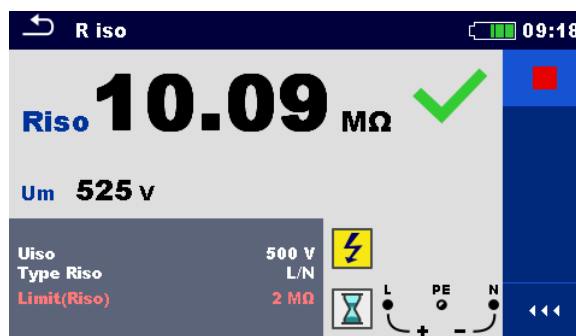 R iso 09:18
Riso 10.09 MΩ
Um 525 V
Uiso 500 V
Type Riso L/N
Limit(Riso) 2 MΩ
L PE N
+ -